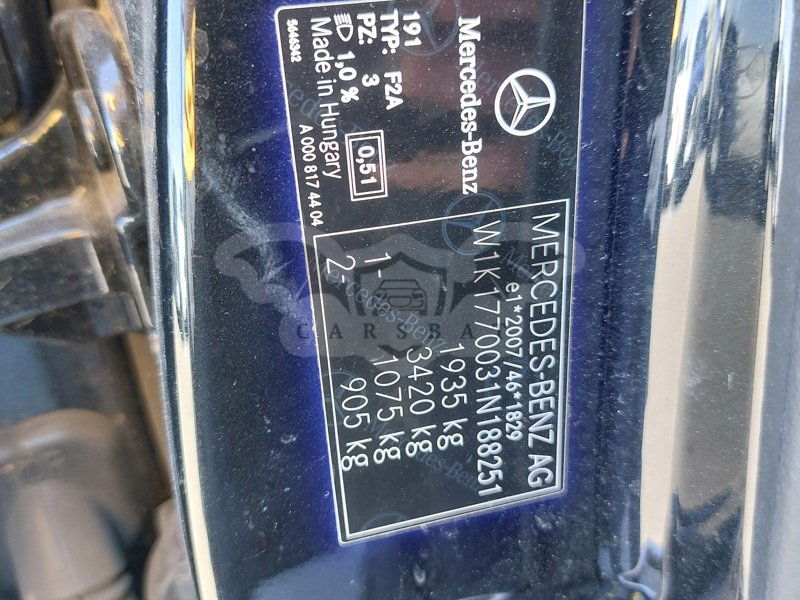 MERCEDES-BENZ AG
e1*2007/46*1829
W1K1770031N188251
1935 kg
3420 kg
1- 1075 kg
2- 905 kg
Mercedes-Benz
191
TYP: F2A
PZ: 3
1,0 %
0,51
Made in Hungary
A 000 817 44 04
5646342
CARSBA